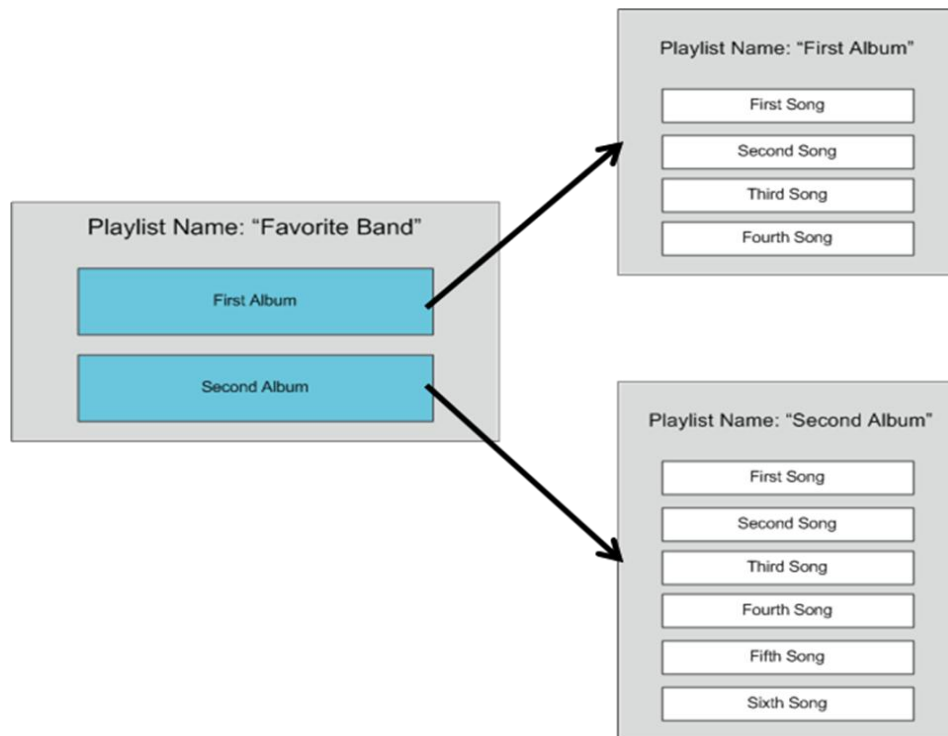 Playlist Name: “Favorite Band”
First Album
Second Album
Playlist Name: “First Album”
First Song
Second Song
Third Song
Fourth Song
Playlist Name: “Second Album”
First Song
Second Song
Third Song
Fourth Song
Fifth Song
Sixth Song